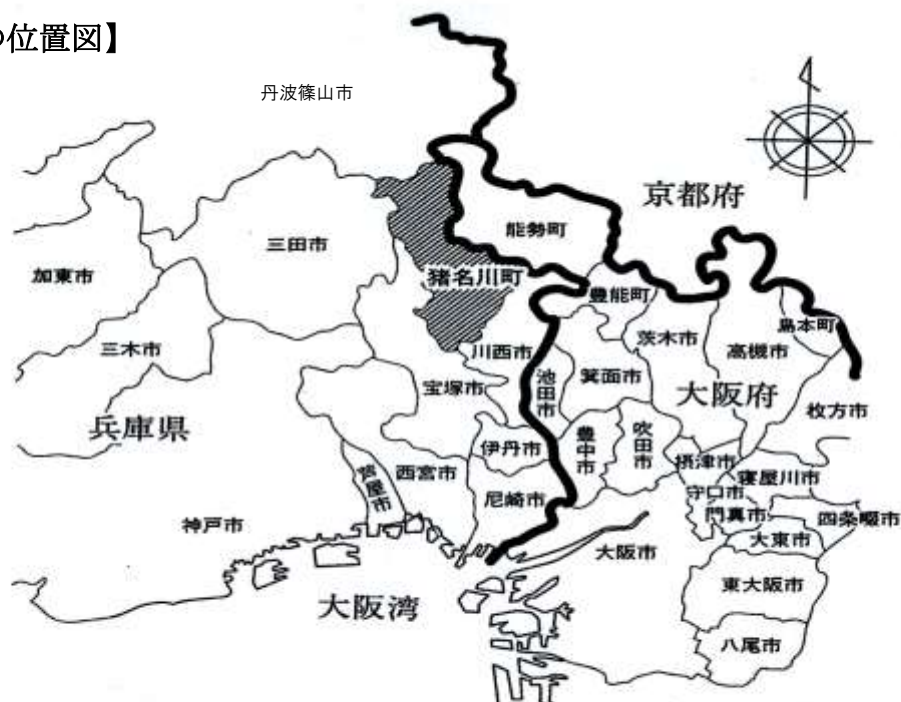 の位置図】
丹波篠山市
京都府
能勢町
三田市
加東市
猪名川町
豊能町
島本町
茨木市
高槻市
三木市
川西市
箕面市
池田市
宝塚市
大阪府
枚方市
兵庫県
豊中市
吹田市
伊丹市
摂津市
西宮市
芦屋市
寝屋川市
守口市
尼崎市
門真市
四条畷市
神戸市
大東市
大阪市
東大阪市
大阪湾
八尾市